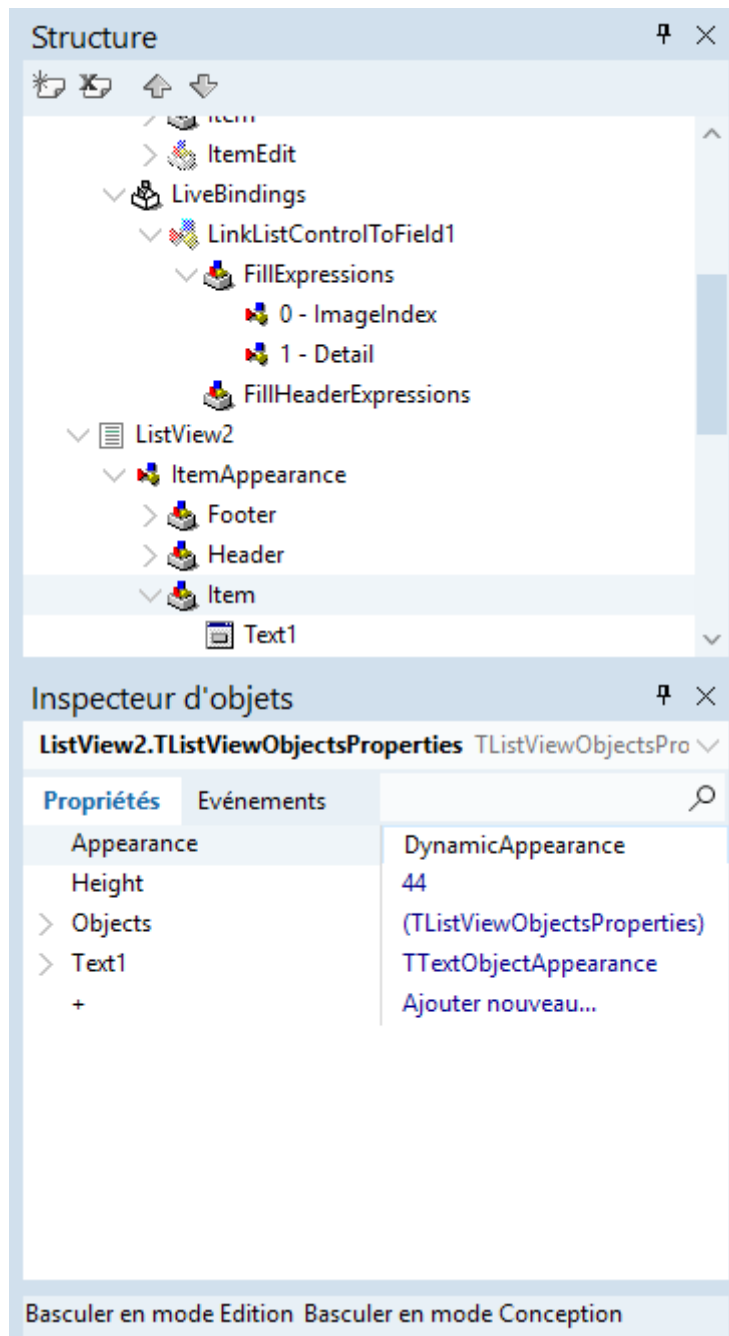 Structure
Item
ItemEdit
LiveBindings
LinkListControlToField1
FillExpressions
0 - ImageIndex
1 - Detail
FillHeaderExpressions
ListView2
ItemAppearance
Footer
Header
Item
Text1
Inspecteur d'objets
ListView2.TListViewObjectsProperties TListViewObjectsPro
Propriétés Evénements
Appearance DynamicAppearance
Height 44
Objects (TListViewObjectsProperties)
Text1 TTextObjectAppearance
+ Ajouter nouveau...
Basculer en mode Edition Basculer en mode Conception